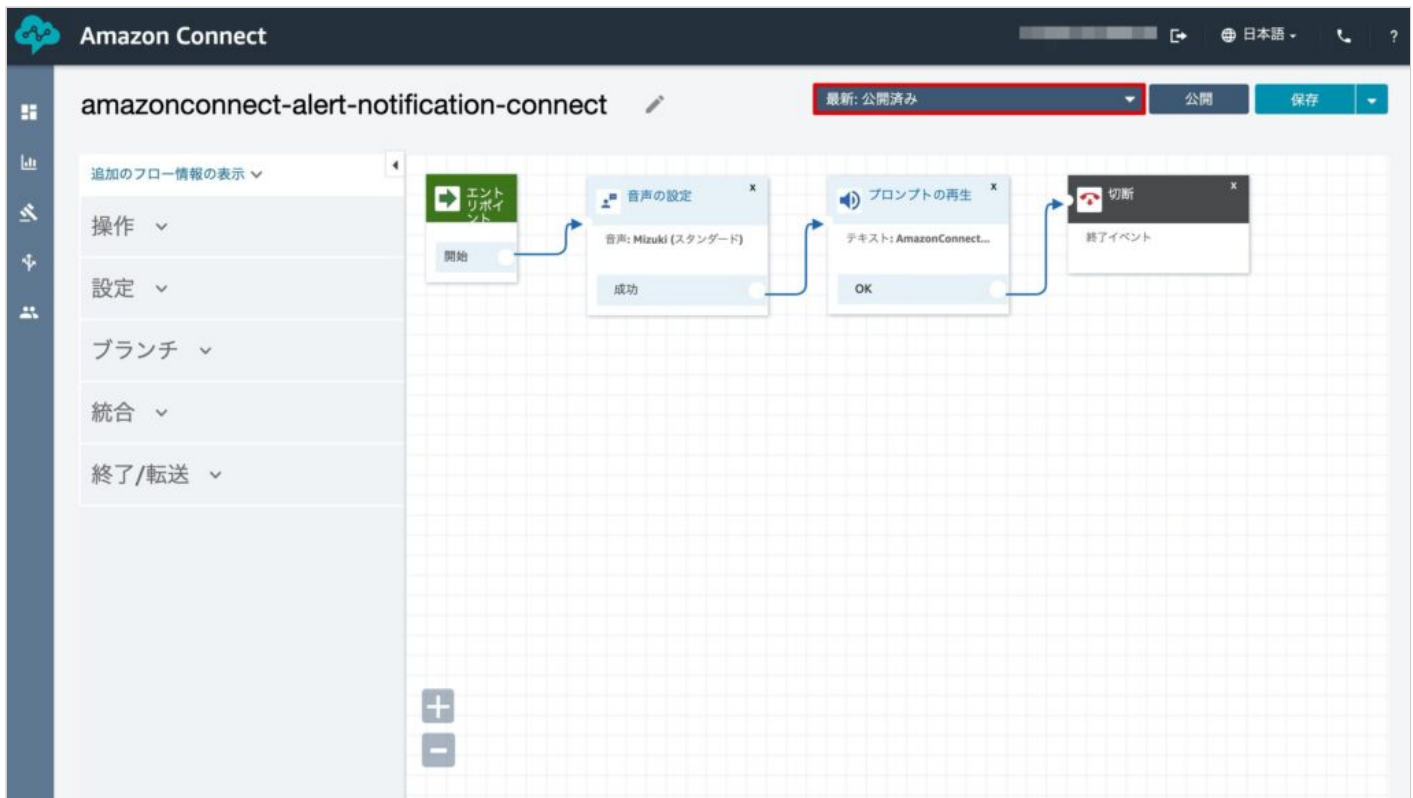 Amazon Connect
日本語
?
amazonconnect-alert-notification-connect
最新: 公開済み
公開
保存
追加のフロー情報の表示
操作
設定
ブランチ
統合
終了/転送
エント
リポイ
ント
開始
x
音声の設定
音声: Mizuki (スタンダード)
成功
x
プロンプトの再生
テキスト: AmazonConnect...
OK
x
切断
終了イベント